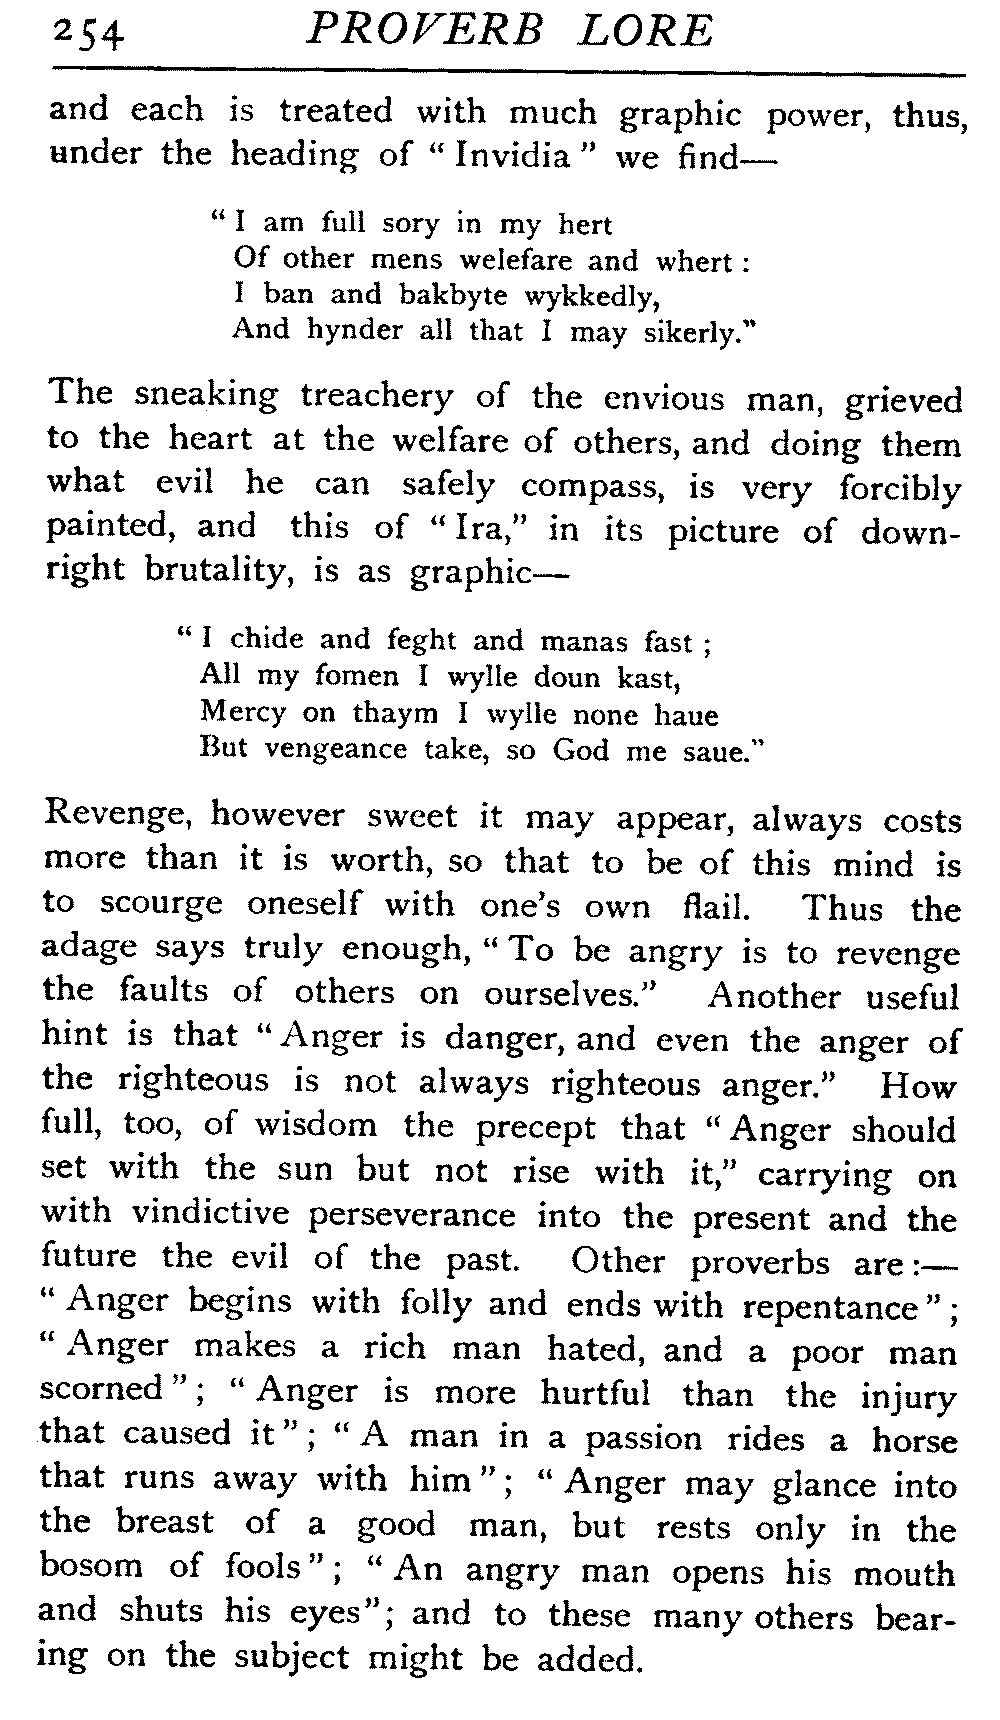 254 PROVERB LORE
and each is treated with much graphic power, thus,
under the heading of “ Invidia ” we find—
“ I am full sory in my hert
Of other mens welefare and whert :
I ban and bakbyte wykkedly,
And hynder all that I may sikerly.”
The sneaking treachery of the envious man, grieved
to the heart at the welfare of others, and doing them
what evil he can safely compass, is very forcibly
painted, and this of “ Ira,” in its picture of down-
right brutality, is as graphic—
“ I chide and feght and manas fast ;
All my fomen I wylle doun kast,
Mercy on thaym I wylle none haue
But vengeance take, so God me saue.”
Revenge, however sweet it may appear, always costs
more than it is worth, so that to be of this mind is
to scourge oneself with one’s own flail. Thus the
adage says truly enough, “ To be angry is to revenge
the faults of others on ourselves.” Another useful
hint is that “ Anger is danger, and even the anger of
the righteous is not always righteous anger.” How
full, too, of wisdom the precept that “ Anger should
set with the sun but not rise with it,” carrying on
with vindictive perseverance into the present and the
future the evil of the past. Other proverbs are :—
“ Anger begins with folly and ends with repentance ” ;
“ Anger makes a rich man hated, and a poor man
scorned ” ; “ Anger is more hurtful than the injury
that caused it ” ; “ A man in a passion rides a horse
that runs away with him ” ; “ Anger may glance into
the breast of a good man, but rests only in the
bosom of fools ” ; “ An angry man opens his mouth
and shuts his eyes” ; and to these many others bear-
ing on the subject might be added.